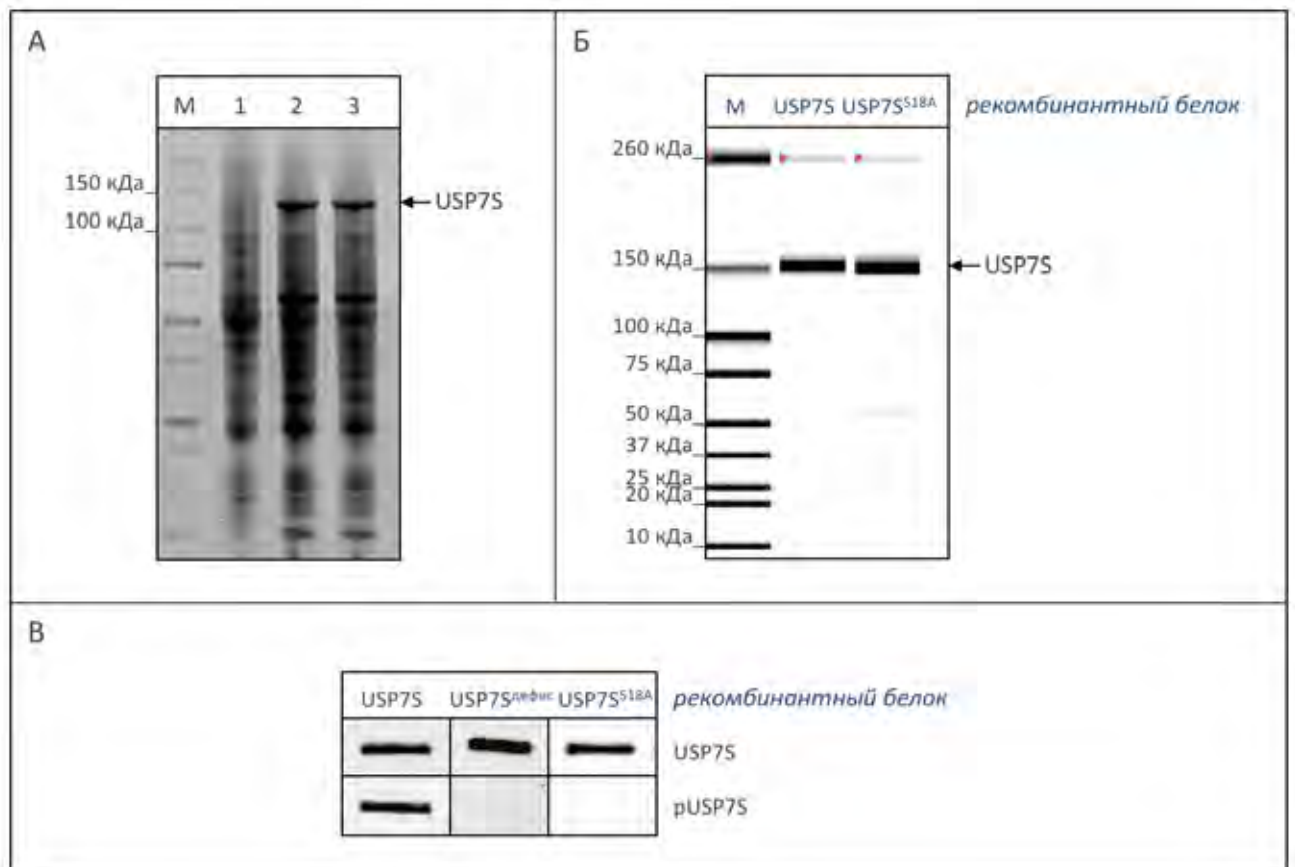 А
М 1 2 3
150 кДа
100 кДа
USP7S
Б
М USP7S USP7S^S18A рекомбинантный белок
260 кДа
150 кДа
USP7S
100 кДа
75 кДа
50 кДа
37 кДа
25 кДа
20 кДа
10 кДа
В
USP7S USP7S^дефис USP7S^S18A рекомбинантный белок
USP7S
pUSP7S